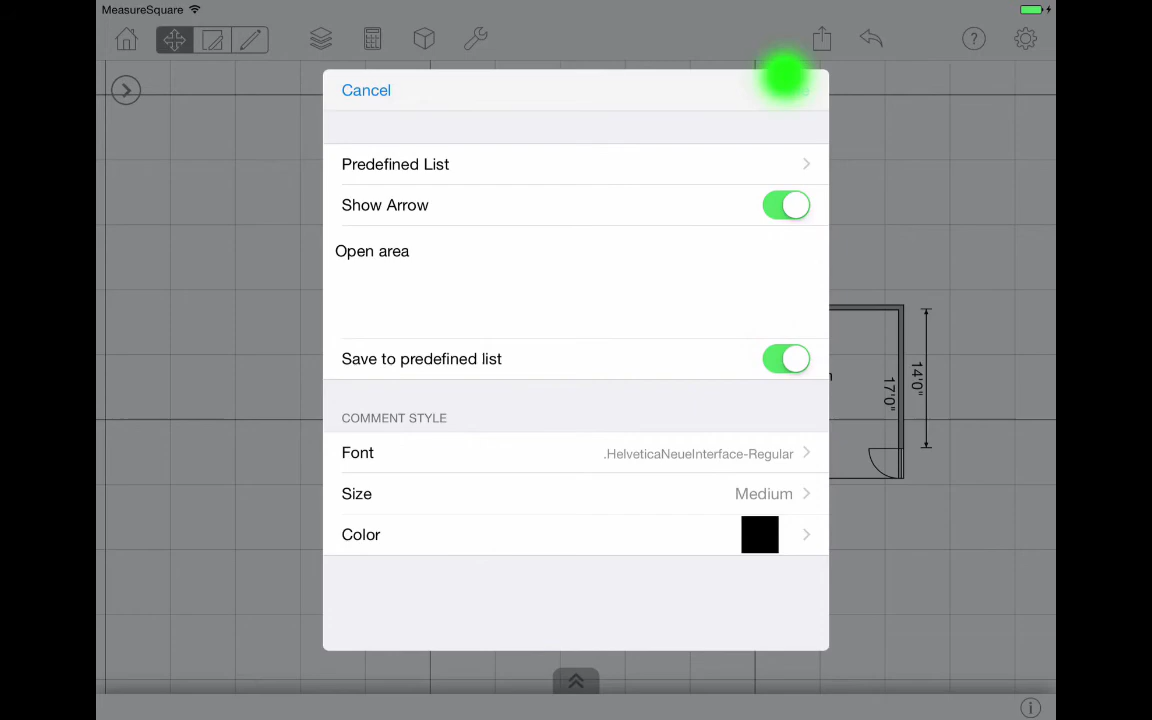 MeasureSquare
Cancel
Predefined List
Show Arrow
Open area
Save to predefined list
COMMENT STYLE
Font .HelveticaNeueInterface-Regular
Size Medium
Color
17'0"
14'0"